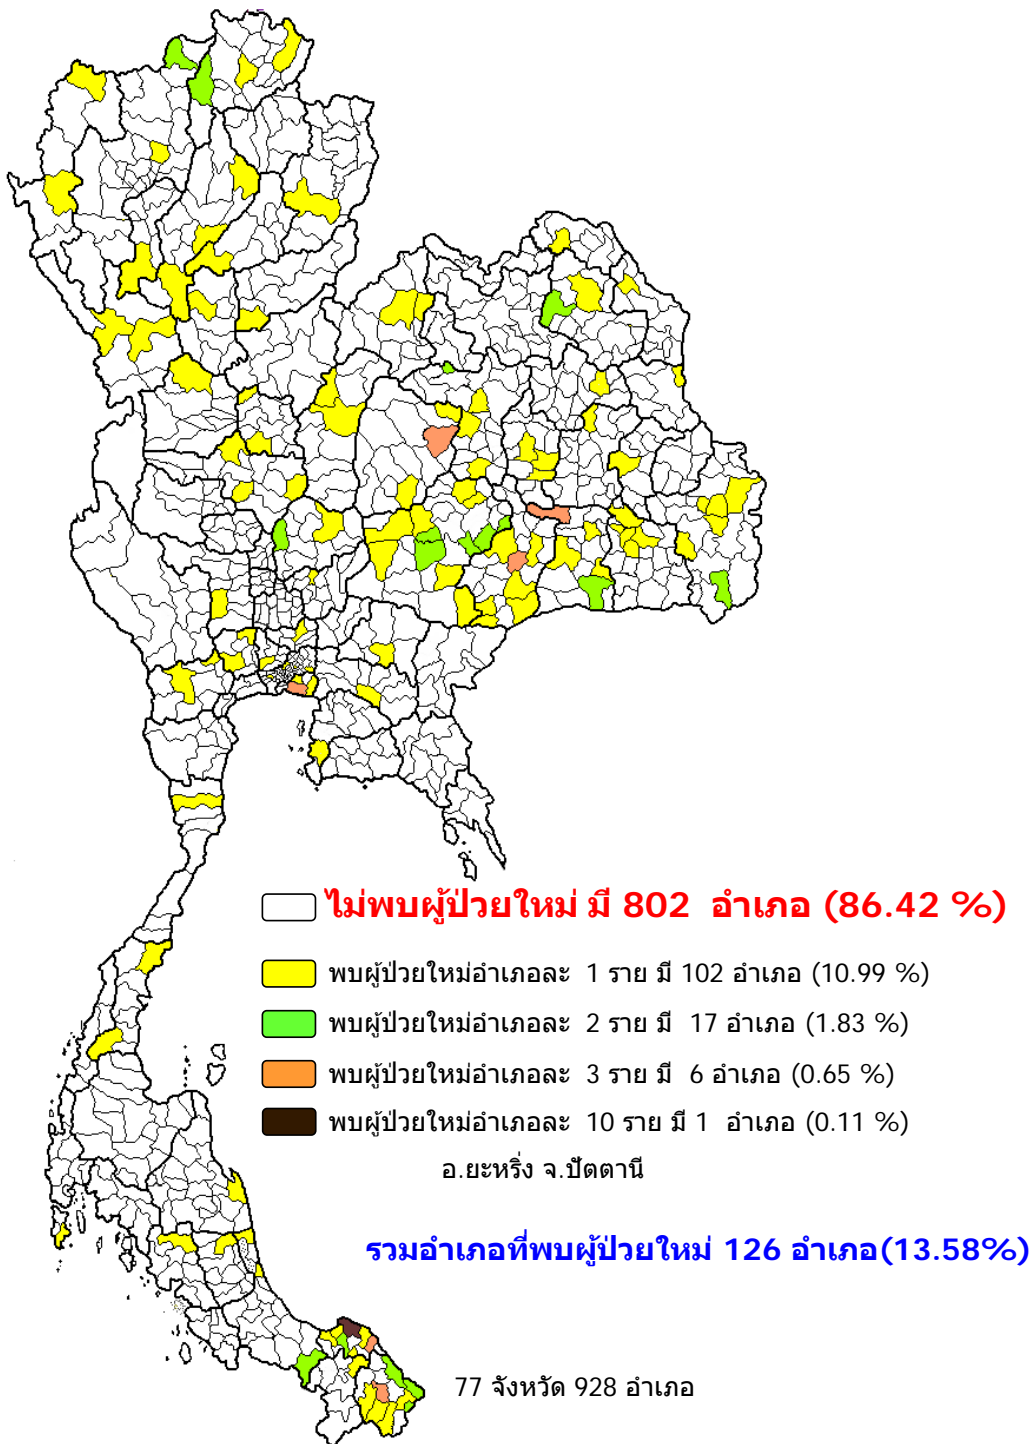 ไม่พบผู้ป่วยใหม่ มี 802 อำเภอ (86.42 %)
พบผู้ป่วยใหม่อำเภอละ 1 ราย มี 102 อำเภอ (10.99 %)
พบผู้ป่วยใหม่อำเภอละ 2 ราย มี 17 อำเภอ (1.83 %)
พบผู้ป่วยใหม่อำเภอละ 3 ราย มี 6 อำเภอ (0.65 %)
พบผู้ป่วยใหม่อำเภอละ 10 ราย มี 1 อำเภอ (0.11 %)
อ.ยะหริ่ง จ.ปัตตานี
รวมอำเภอที่พบผู้ป่วยใหม่ 126 อำเภอ(13.58%)
77 จังหวัด 928 อำเภอ